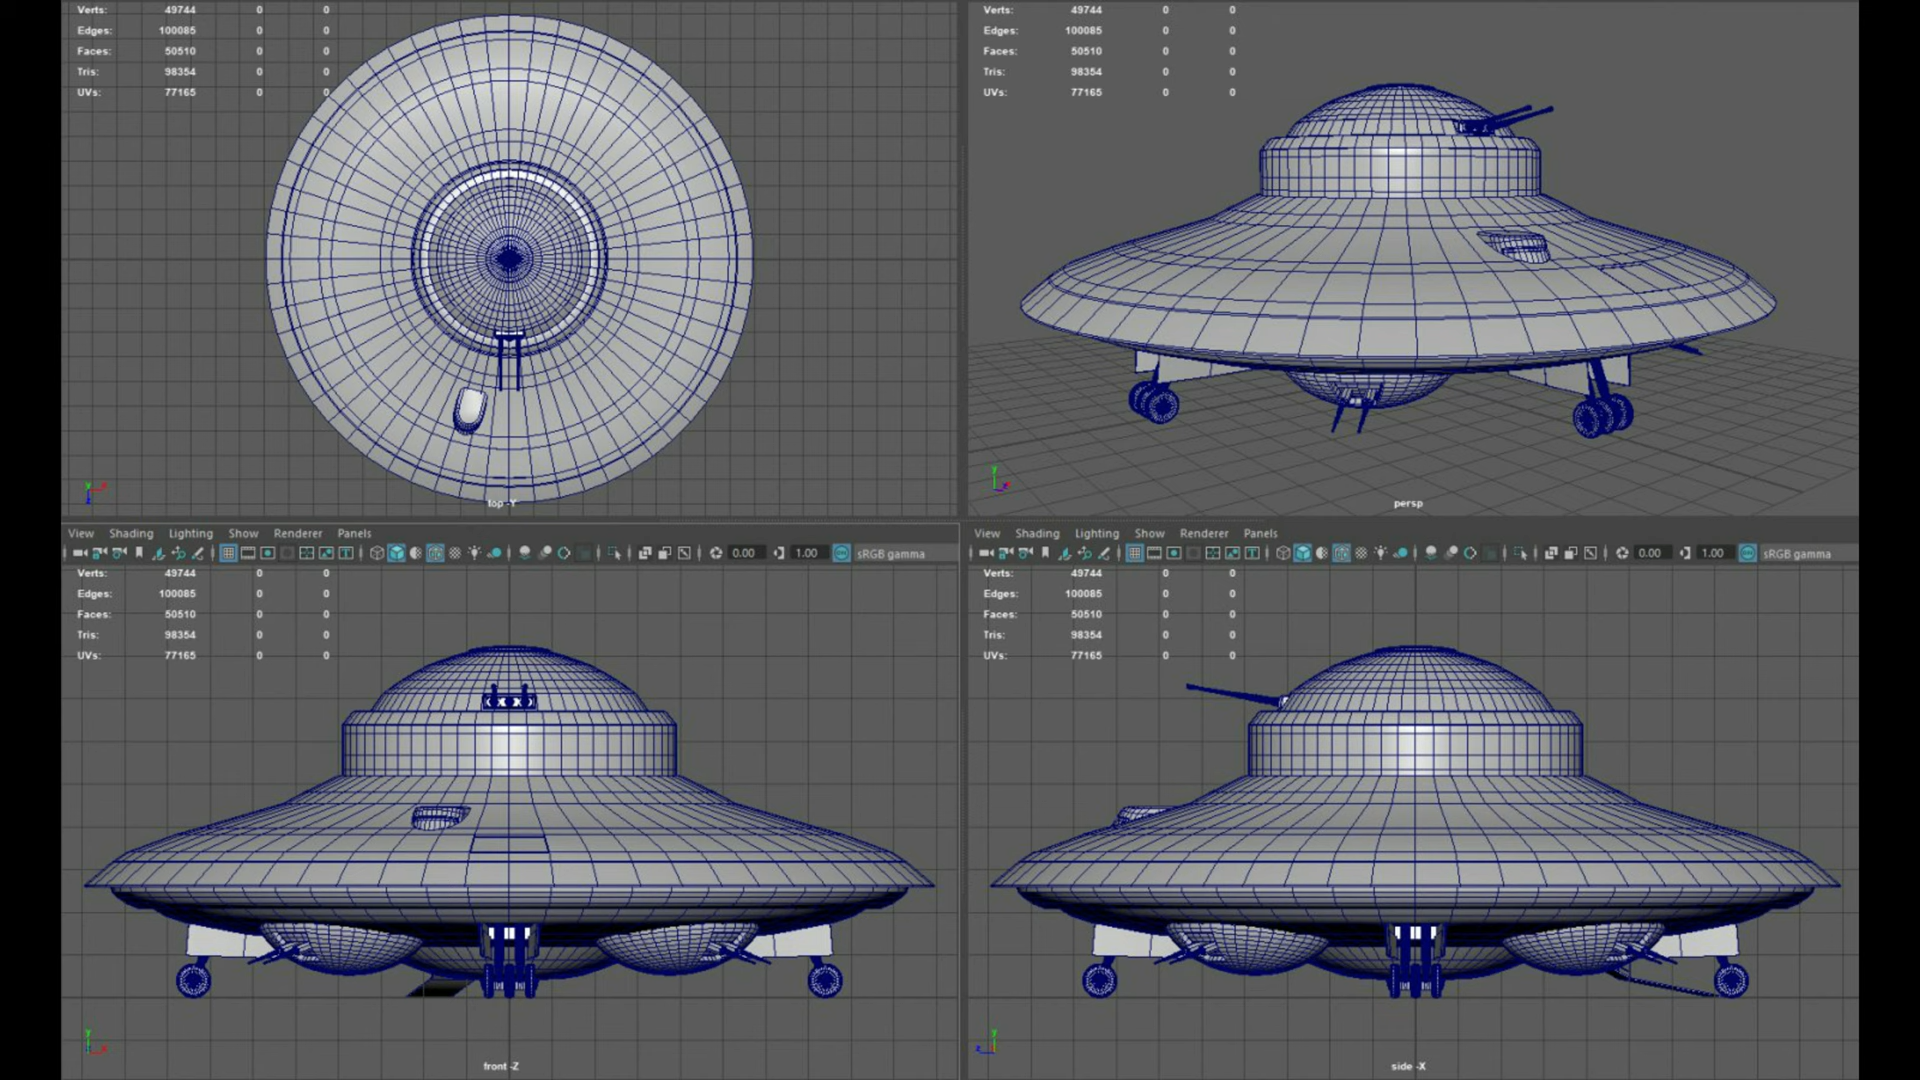 Verts: 49744 0 0
Edges: 100085 0 0
Faces: 50510 0 0
Tris: 98354 0 0
UVs: 77165 0 0
top -Y
Verts: 49744 0 0
Edges: 100085 0 0
Faces: 50510 0 0
Tris: 98354 0 0
UVs: 77165 0 0
persp
View Shading Lighting Show Renderer Panels
0.00 1.00 sRGB gamma
Verts: 49744 0 0
Edges: 100085 0 0
Faces: 50510 0 0
Tris: 98354 0 0
UVs: 77165 0 0
front -Z
View Shading Lighting Show Renderer Panels
0.00 1.00 sRGB gamma
Verts: 49744 0 0
Edges: 100085 0 0
Faces: 50510 0 0
Tris: 98354 0 0
UVs: 77165 0 0
side -X